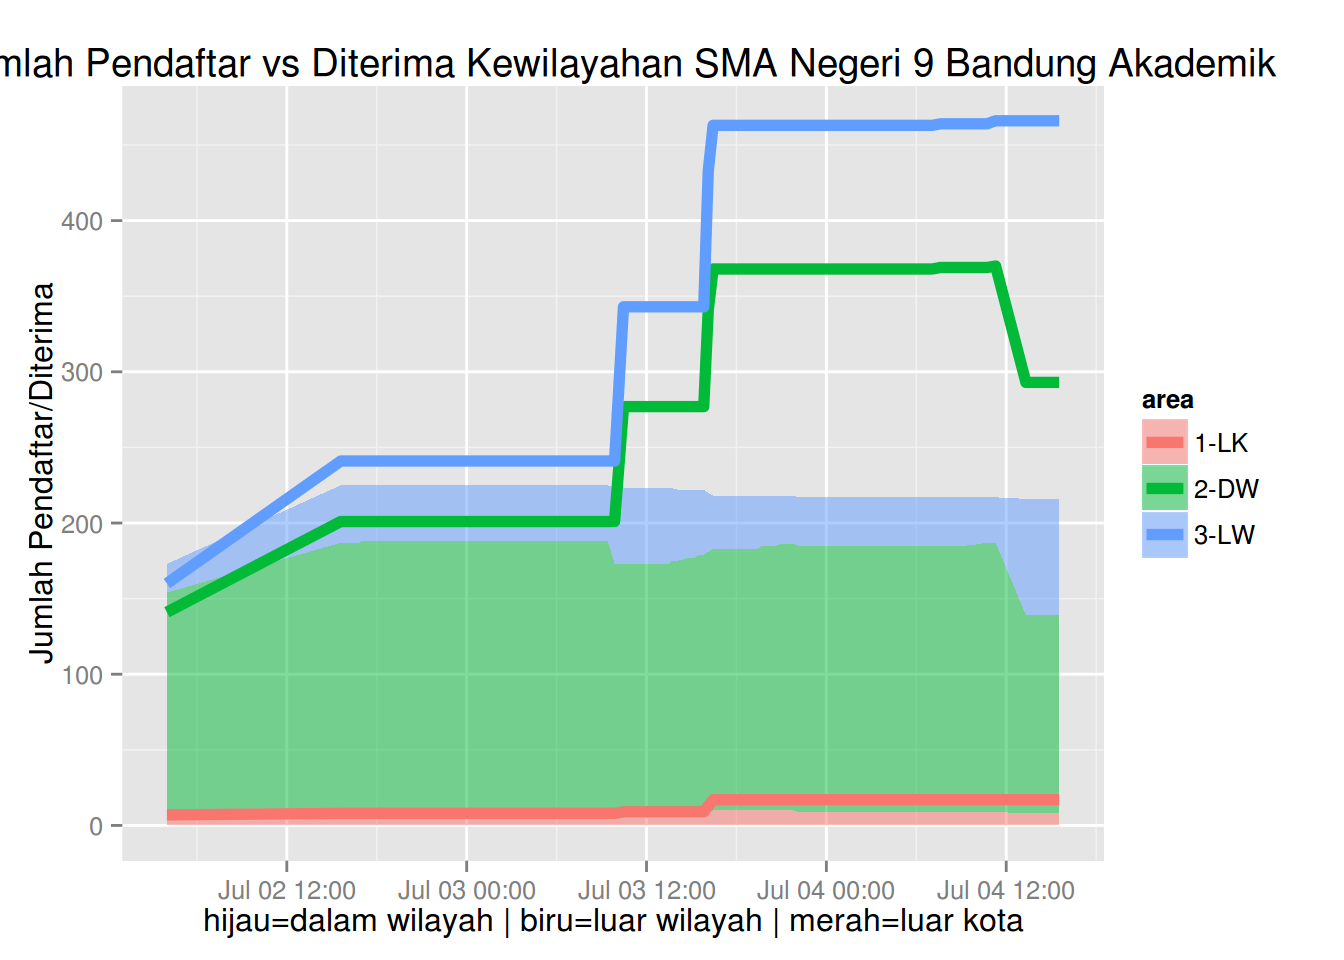 mlah Pendaftar vs Diterima Kewilayahan SMA Negeri 9 Bandung Akademik
Jumlah Pendaftar/Diterima
400
300
200
100
0
Jul 02 12:00 Jul 03 00:00 Jul 03 12:00 Jul 04 00:00 Jul 04 12:00
hijau=dalam wilayah | biru=luar wilayah | merah=luar kota
area
1-LK
2-DW
3-LW